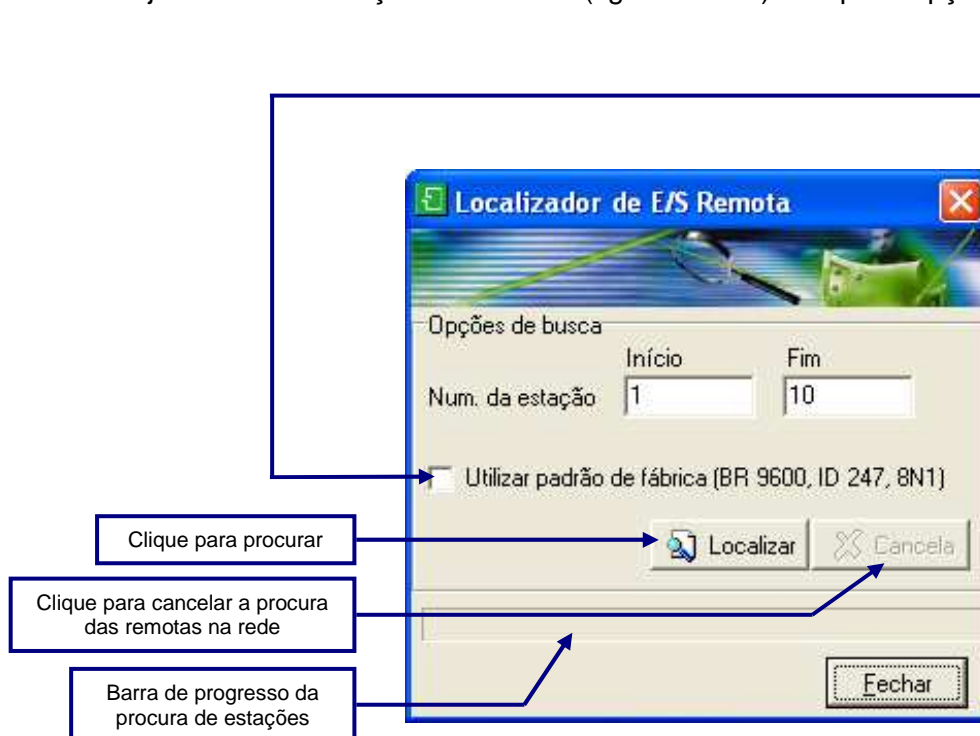 Localizador de E/S Remota
Opções de busca
Início Fim
Num. da estação 1 10
Utilizar padrão de fábrica (BR 9600, ID 247, 8N1)
Clique para procurar
Localizar Cancela
Clique para cancelar a procura
das remotas na rede
Barra de progresso da
procura de estações
Fechar